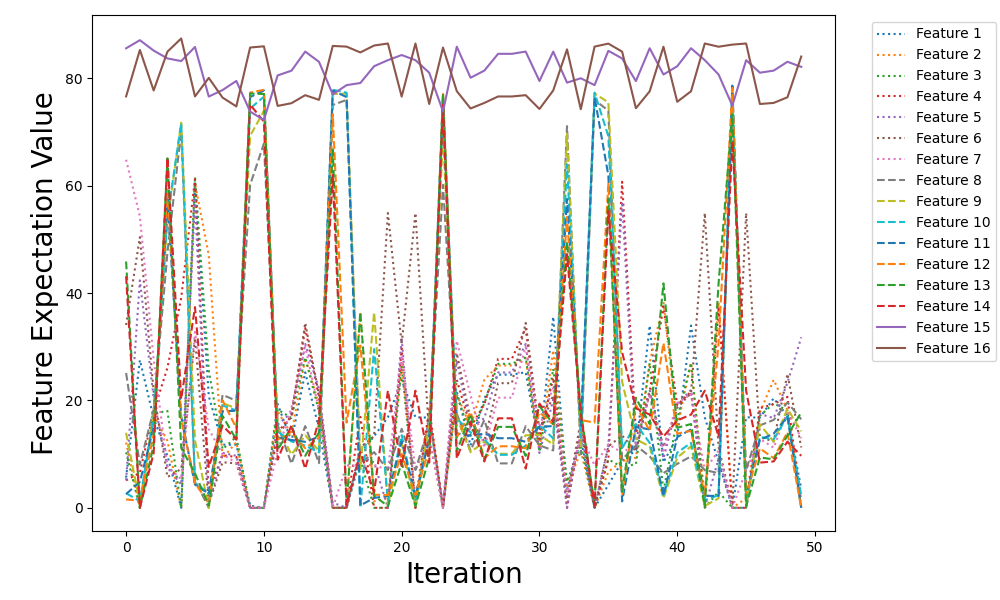 Feature Expectation Value
80
60
40
20
0
0
10
20
30
40
50
Iteration
Feature 1
Feature 2
Feature 3
Feature 4
Feature 5
Feature 6
Feature 7
Feature 8
Feature 9
Feature 10
Feature 11
Feature 12
Feature 13
Feature 14
Feature 15
Feature 16